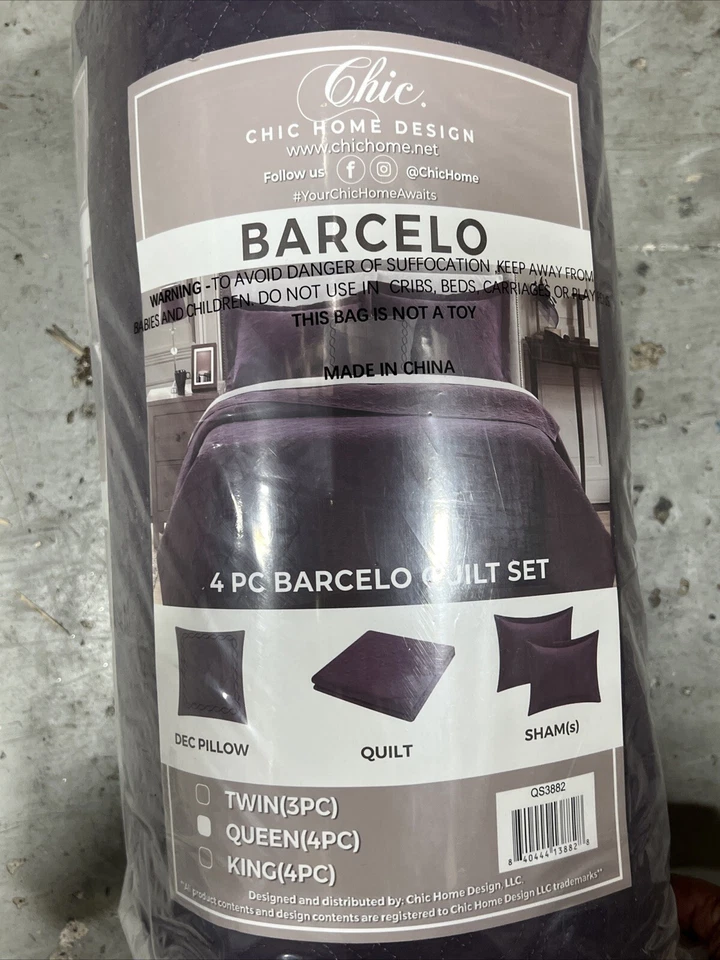 Chic.
CHIC HOME DESIGN
www.chichome.net
Follow us @ChicHome
#YourChicHomeAwaits
BARCELO
WARNING -TO AVOID DANGER OF SUFFOCATION KEEP AWAY FROM
BABIES AND CHILDREN. DO NOT USE IN CRIBS, BEDS, CARRIAGES OR PLAY
THIS BAG IS NOT A TOY
MADE IN CHINA
4 PC BARCELO QUILT SET
DEC PILLOW
QUILT
SHAM(s)
TWIN(3PC)
QUEEN(4PC)
KING(4PC)
QS3882
8 40444 13882 8
Designed and distributed by: Chic Home Design, LLC.
"All product contents and design contents are registered to Chic Home Design LLC trademarks"